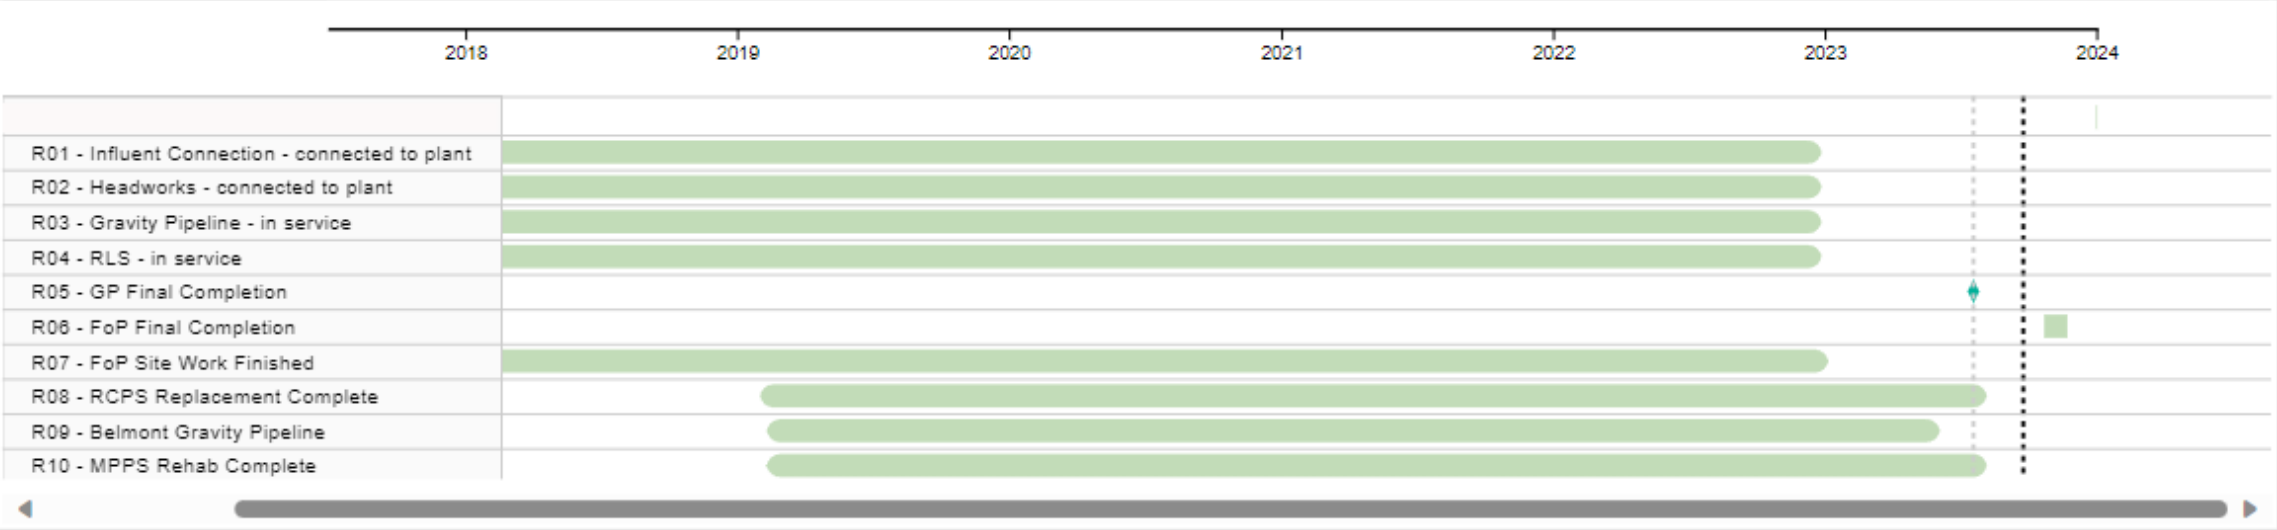 2018 2019 2020 2021 2022 2023 2024
R01 - Influent Connection - connected to plant
R02 - Headworks - connected to plant
R03 - Gravity Pipeline - in service
R04 - RLS - in service
R05 - GP Final Completion
R06 - FoP Final Completion
R07 - FoP Site Work Finished
R08 - RCPS Replacement Complete
R09 - Belmont Gravity Pipeline
R10 - MPPS Rehab Complete